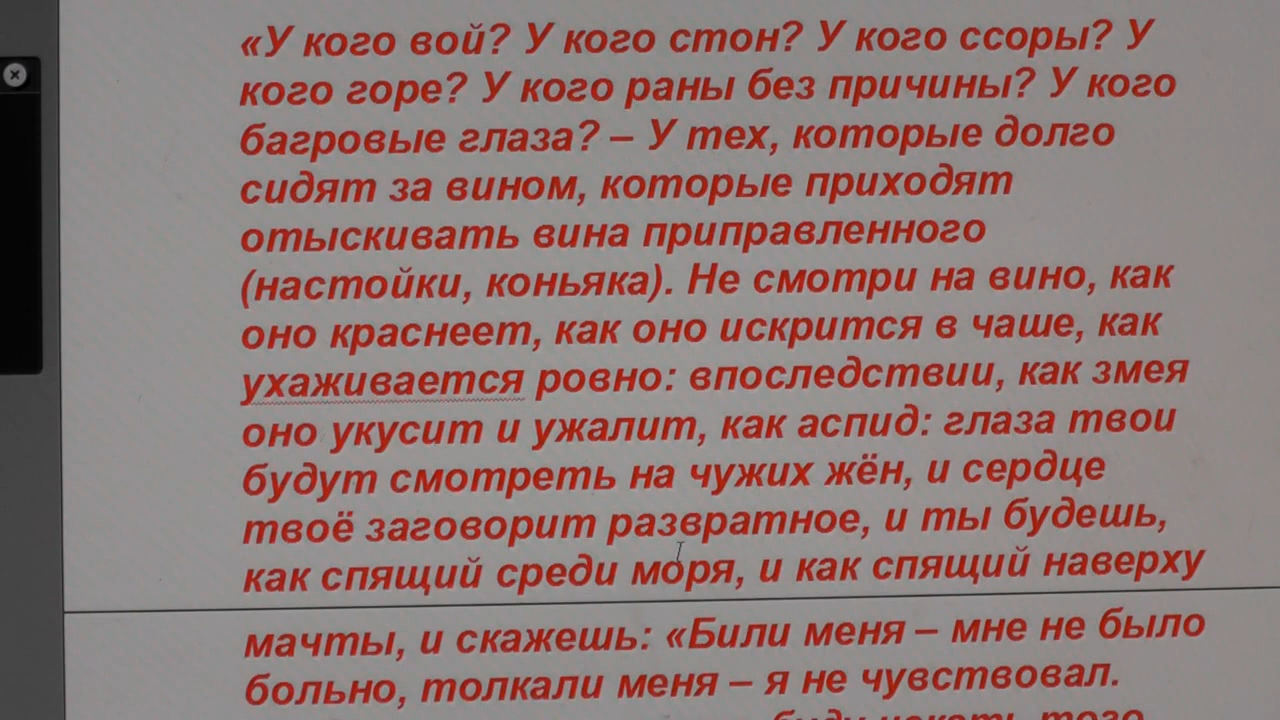 «У кого вой? У кого стон? У кого ссоры? У
кого горе? У кого раны без причины? У кого
багровые глаза? – У тех, которые долго
сидят за вином, которые приходят
отыскивать вина приправленного
(настойки, коньяка). Не смотри на вино, как
оно краснеет, как оно искрится в чаше, как
ухаживается ровно: впоследствии, как змея
оно укусит и ужалит, как аспид: глаза твои
будут смотреть на чужих жён, и сердце
твоё заговорит развратное, и ты будешь,
как спящий среди моря, и как спящий наверху
мачты, и скажешь: «Били меня – мне не было
больно, толкали меня – я не чувствовал.
буду искать того